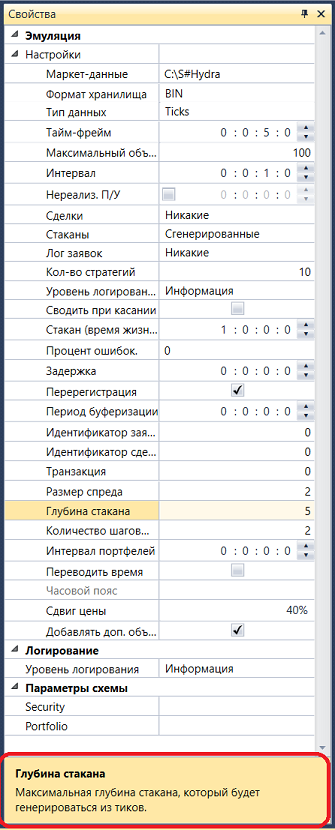 Свойства
Эмуляция
Настройки
Маркет-данные C:\S#Hydra
Формат хранилища BIN
Тип данных Ticks
Тайм-фрейм 0 : 0 : 5 : 0
Максимальный объ... 100
Интервал 0 : 0 : 1 : 0
Нереализ. П/У 0 : 0 : 0 : 0
Сделки Никакие
Стаканы Сгенерированные
Лог заявок Никакие
Кол-во стратегий 10
Уровень логирован... Информация
Сводить при касании
Стакан (время жизн... 1 : 0 : 0 : 0
Процент ошибок. 0
Задержка 0 : 0 : 0 : 0
Перерегистрация
Период буферизации 0 : 0 : 0 : 0
Идентификатор зая... 0
Идентификатор сде... 0
Транзакция 0
Размер спреда 2
Глубина стакана 5
Количество шагов... 2
Интервал портфелей 0 : 0 : 0 : 0
Переводить время
Часовой пояс
Сдвиг цены 40%
Добавлять доп. объ...
Логирование
Уровень логирования Информация
Параметры схемы
Security
Portfolio
Глубина стакана
Максимальная глубина стакана, который будет
генерироваться из тиков.